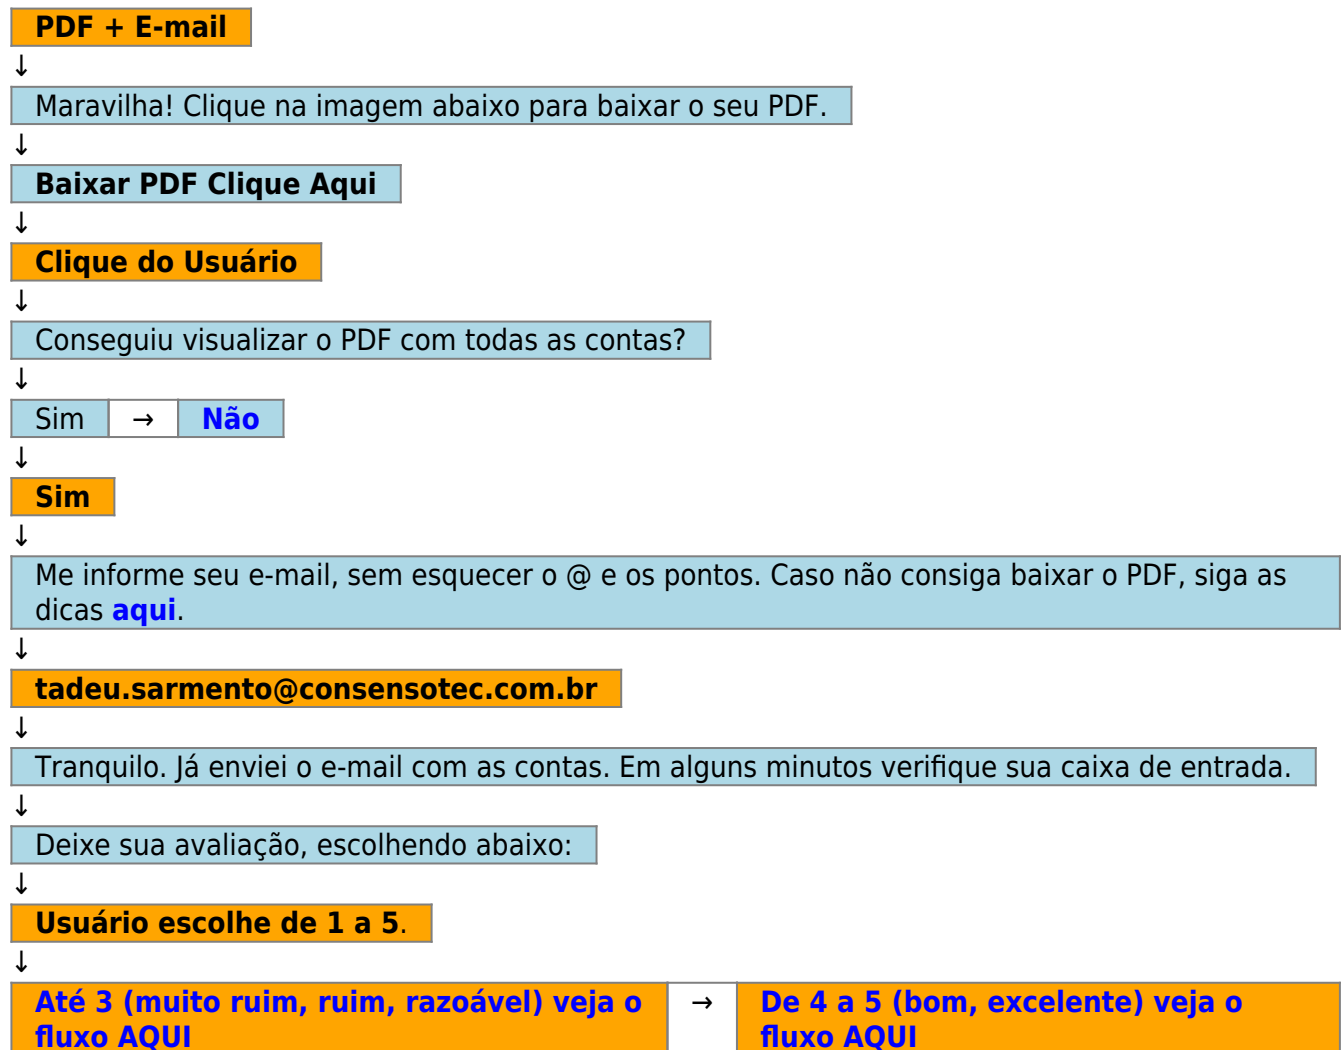 PDF + E-mail
↓
Maravilha! Clique na imagem abaixo para baixar o seu PDF.
↓
Baixar PDF Clique Aqui
↓
Clique do Usuário
↓
Conseguiu visualizar o PDF com todas as contas?
↓
Sim → Não
↓
Sim
↓
Me informe seu e-mail, sem esquecer o @ e os pontos. Caso não consiga baixar o PDF, siga as
dicas aqui.
↓
tadeu.sarmento@consensotec.com.br
↓
Tranquilo. Já enviei o e-mail com as contas. Em alguns minutos verifique sua caixa de entrada.
↓
Deixe sua avaliação, escolhendo abaixo:
↓
Usuário escolhe de 1 a 5.
↓
Até 3 (muito ruim, ruim, razoável) veja o → De 4 a 5 (bom, excelente) veja o
fluxo AQUI fluxo AQUI